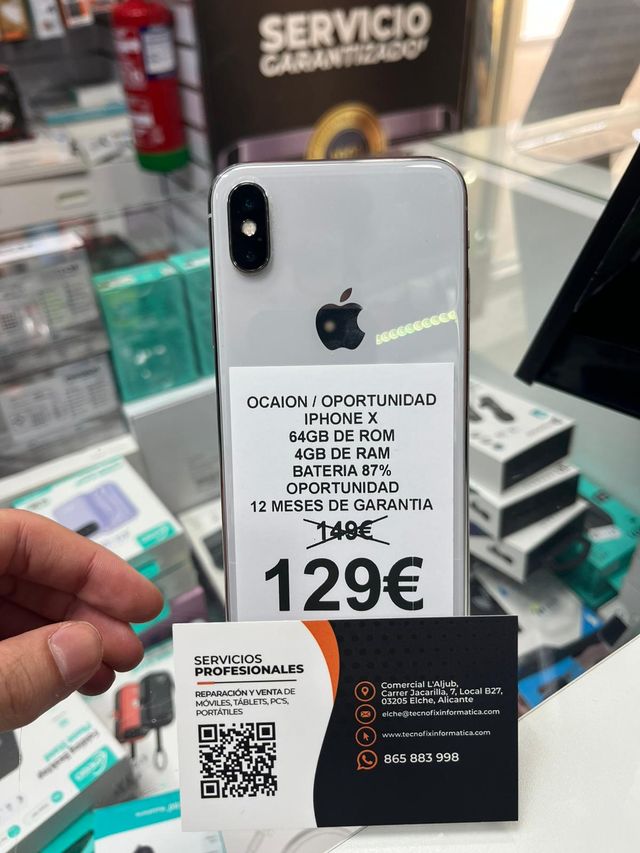 SERVICIO
GARANTIZADO
OCAION / OPORTUNIDAD
IPHONE X
64GB DE ROM
4GB DE RAM
BATERIA 87%
OPORTUNIDAD
12 MESES DE GARANTIA
149€
129€
SERVICIOS
PROFESIONALES
REPARACIÓN Y VENTA DE
MÓVILES, TÁBLETS, PC'S,
PORTÁTILES
Comercial L'Aljub,
Carrer Jacarilla, 7, Local B27,
03205 Elche, Alicante
elche@tecnofixinformatica.com
www.tecnofixinformatica.com
865 883 998